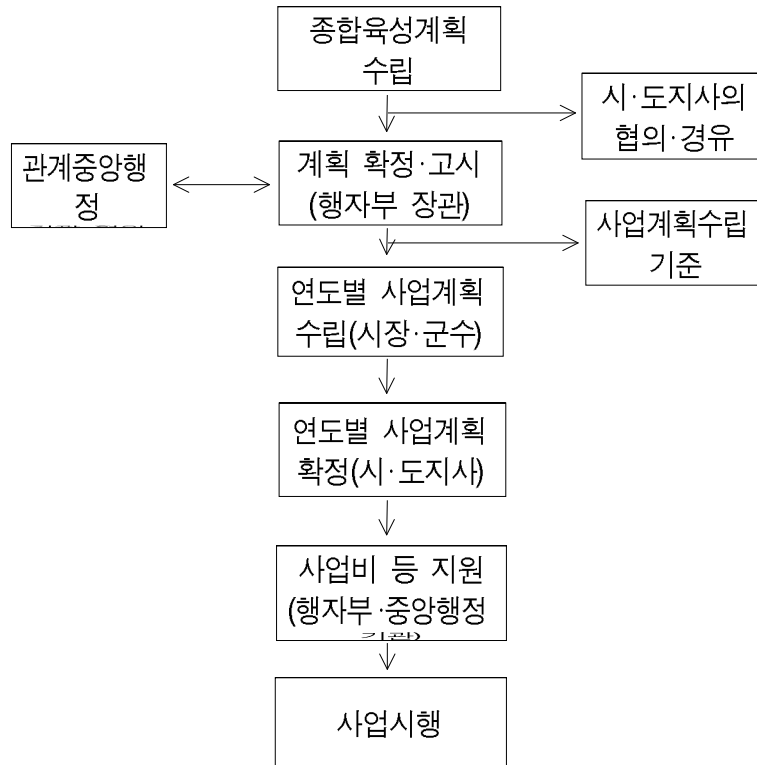 종합육성계획
수립
시·도지사의
협의·경유
관계중앙행
정
계획 확정·고시
(행자부 장관)
사업계획수립
기준
연도별 사업계획
수립(시장·군수)
연도별 사업계획
확정(시·도지사)
사업비 등 지원
(행자부·중앙행정
사업시행